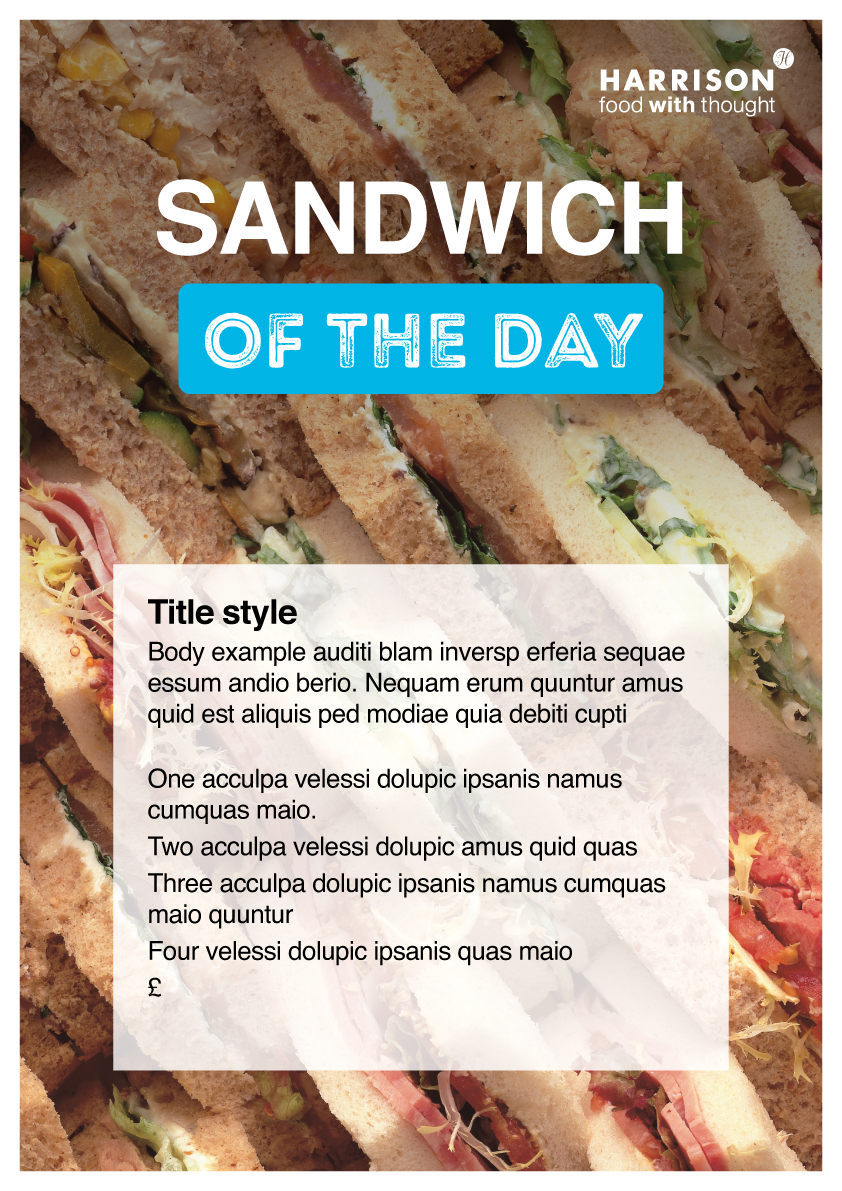 H
HARRISON
food with thought
SANDWICH
OF THE DAY
Title style
Body example auditi blam inversp erferia sequae
essum andio berio. Nequam erum quuntur amus
quid est aliquis ped modiae quia debiti cupti
One acculpa velessi dolupic ipsanis namus
cumquas maio.
Two acculpa velessi dolupic amus quid quas
Three acculpa dolupic ipsanis namus cumquas
maio quuntur
Four velessi dolupic ipsanis quas maio
£